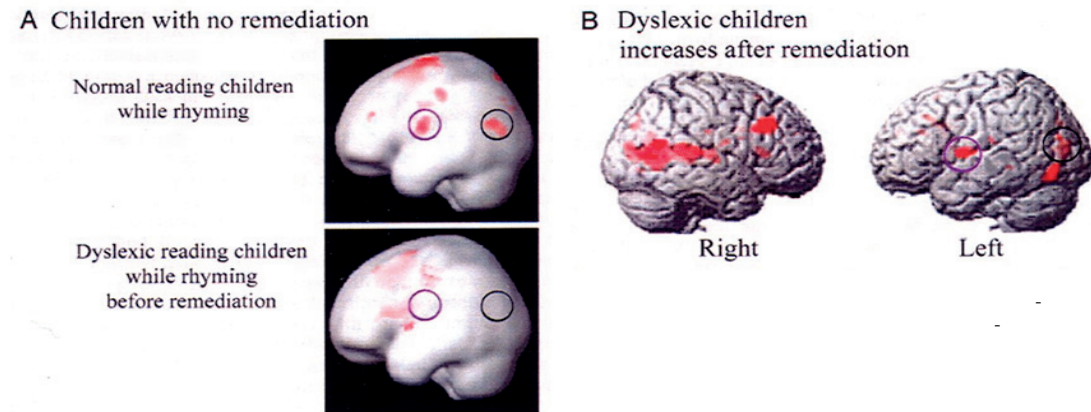 A Children with no remediation
Normal reading children
while rhyming
Dyslexic reading children
while rhyming
before remediation
B Dyslexic children
increases after remediation
Right
Left